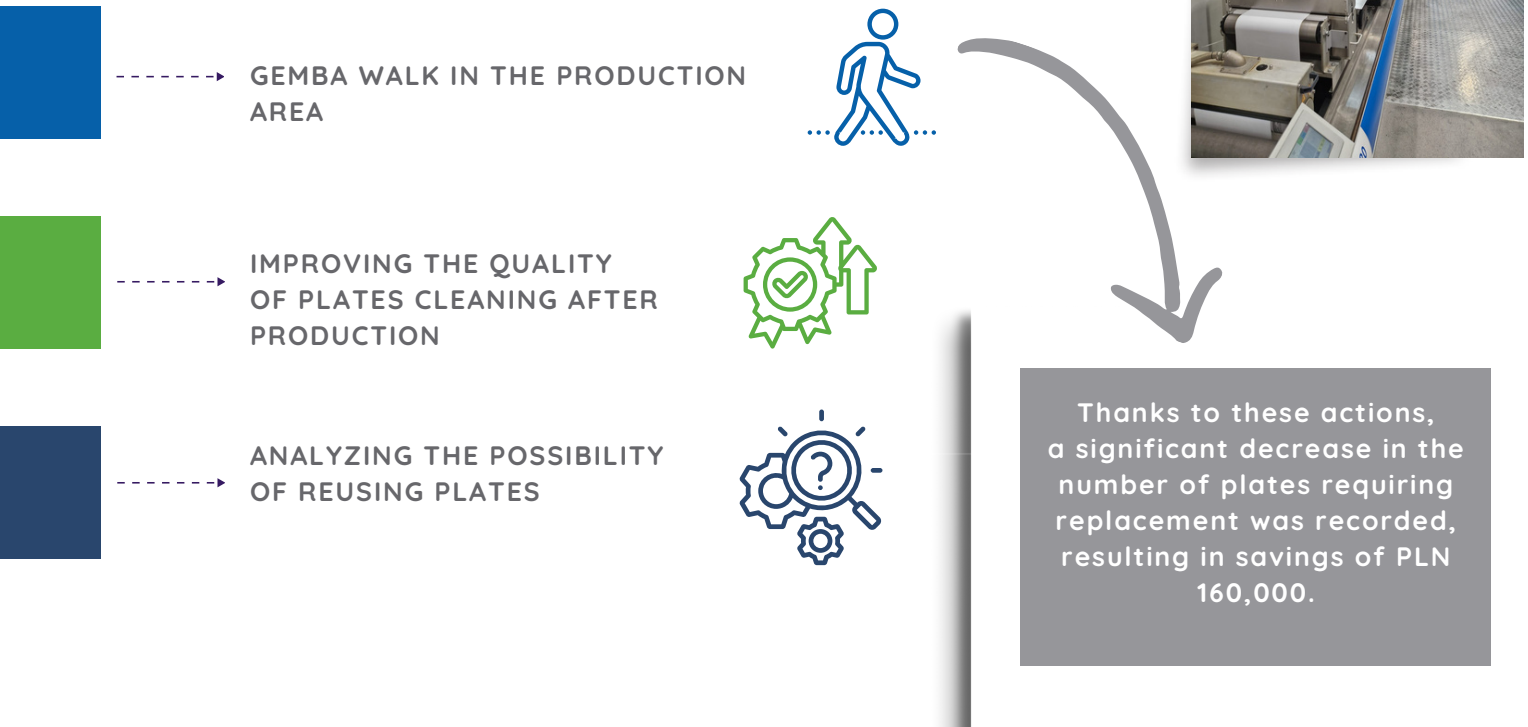 GEMBA WALK IN THE PRODUCTION
AREA
IMPROVING THE QUALITY
OF PLATES CLEANING AFTER
PRODUCTION
ANALYZING THE POSSIBILITY
OF REUSING PLATES
Thanks to these actions,
a significant decrease in the
number of plates requiring
replacement was recorded,
resulting in savings of PLN
160,000.